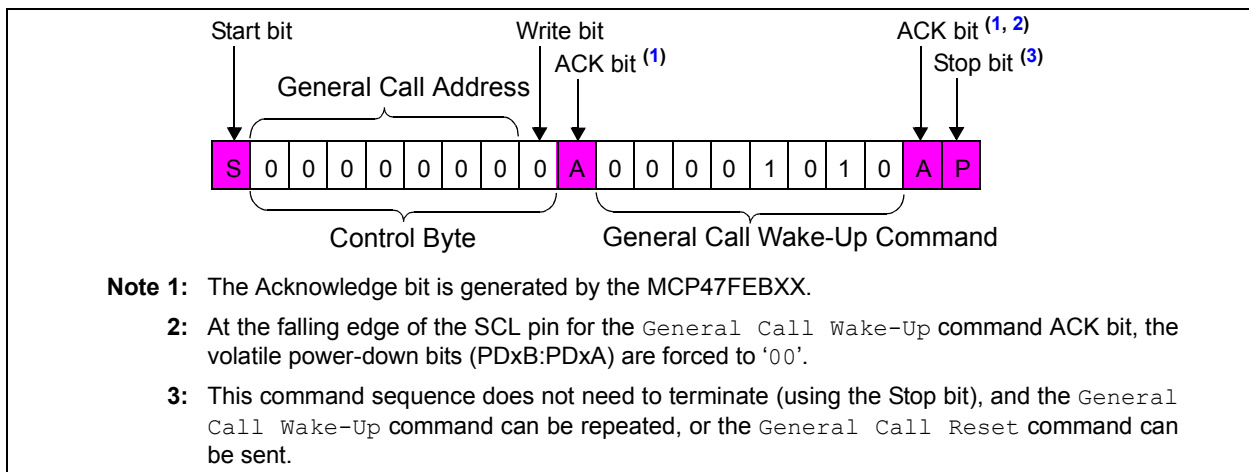 Start bit Write bit ACK bit (1, 2)
ACK bit (1) Stop bit (3)
General Call Address
S 0 0 0 0 0 0 0 0 A 0 0 0 0 1 0 1 0 A P
Control Byte General Call Wake-Up Command
Note 1: The Acknowledge bit is generated by the MCP47FEBXX.
2: At the falling edge of the SCL pin for the General Call Wake-Up command ACK bit, the
volatile power-down bits (PDxB:PDxA) are forced to ‘00’.
3: This command sequence does not need to terminate (using the Stop bit), and the General
Call Wake-Up command can be repeated, or the General Call Reset command can
be sent.